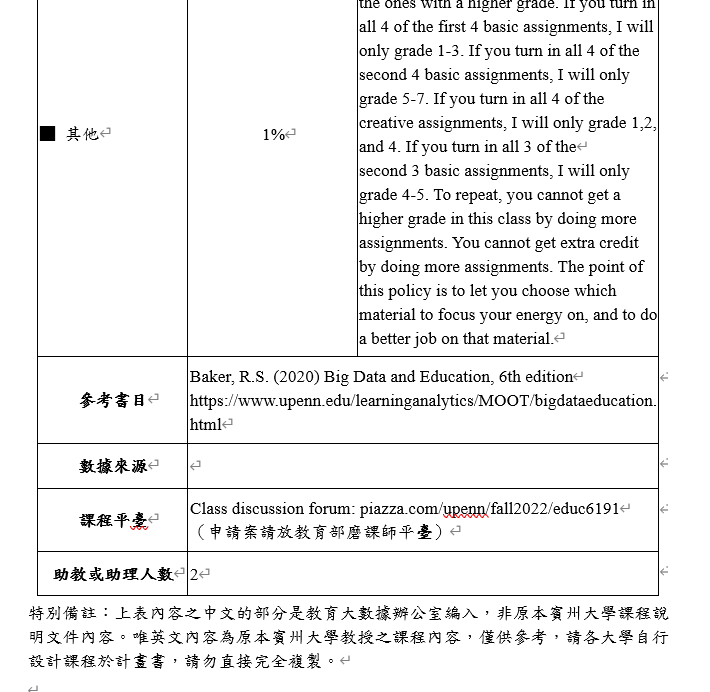 the ones with a higher grade. If you turn in
all 4 of the first 4 basic assignments, I will
only grade 1-3. If you turn in all 4 of the
second 4 basic assignments, I will only
grade 5-7. If you turn in all 4 of the
creative assignments, I will only grade 1,2,
and 4. If you turn in all 3 of the
second 3 basic assignments, I will only
grade 4-5. To repeat, you cannot get a
higher grade in this class by doing more
assignments. You cannot get extra credit
by doing more assignments. The point of
this policy is to let you choose which
material to focus your energy on, and to do
a better job on that material.
■ 其他
1%
參考書目
Baker, R.S. (2020) Big Data and Education, 6th edition
https://www.upenn.edu/learninganalytics/MOOT/bigdataeducation.
html
數據來源
課程平臺
Class discussion forum: piazza.com/upenn/fall2022/educ6191
（申請案請放教育部磨課師平臺）
助教或助理人數
2
特別備註：上表內容之中文的部分是教育大數據辦公室編入，非原本賓州大學課程說
明文件內容。唯英文內容為原本賓州大學教授之課程內容，僅供參考，請各大學自行
設計課程於計畫書，請勿直接完全複製。